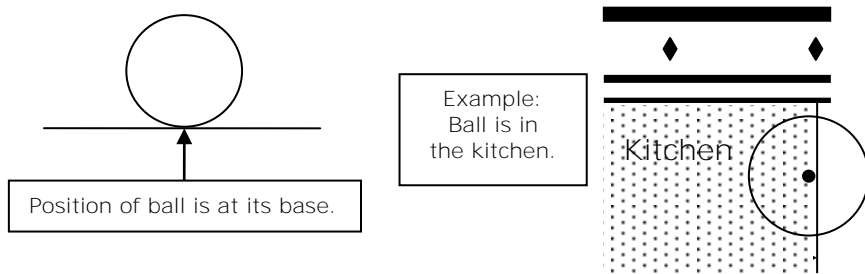 Position of ball is at its base.
Example:
Ball is in
the kitchen.
Kitchen